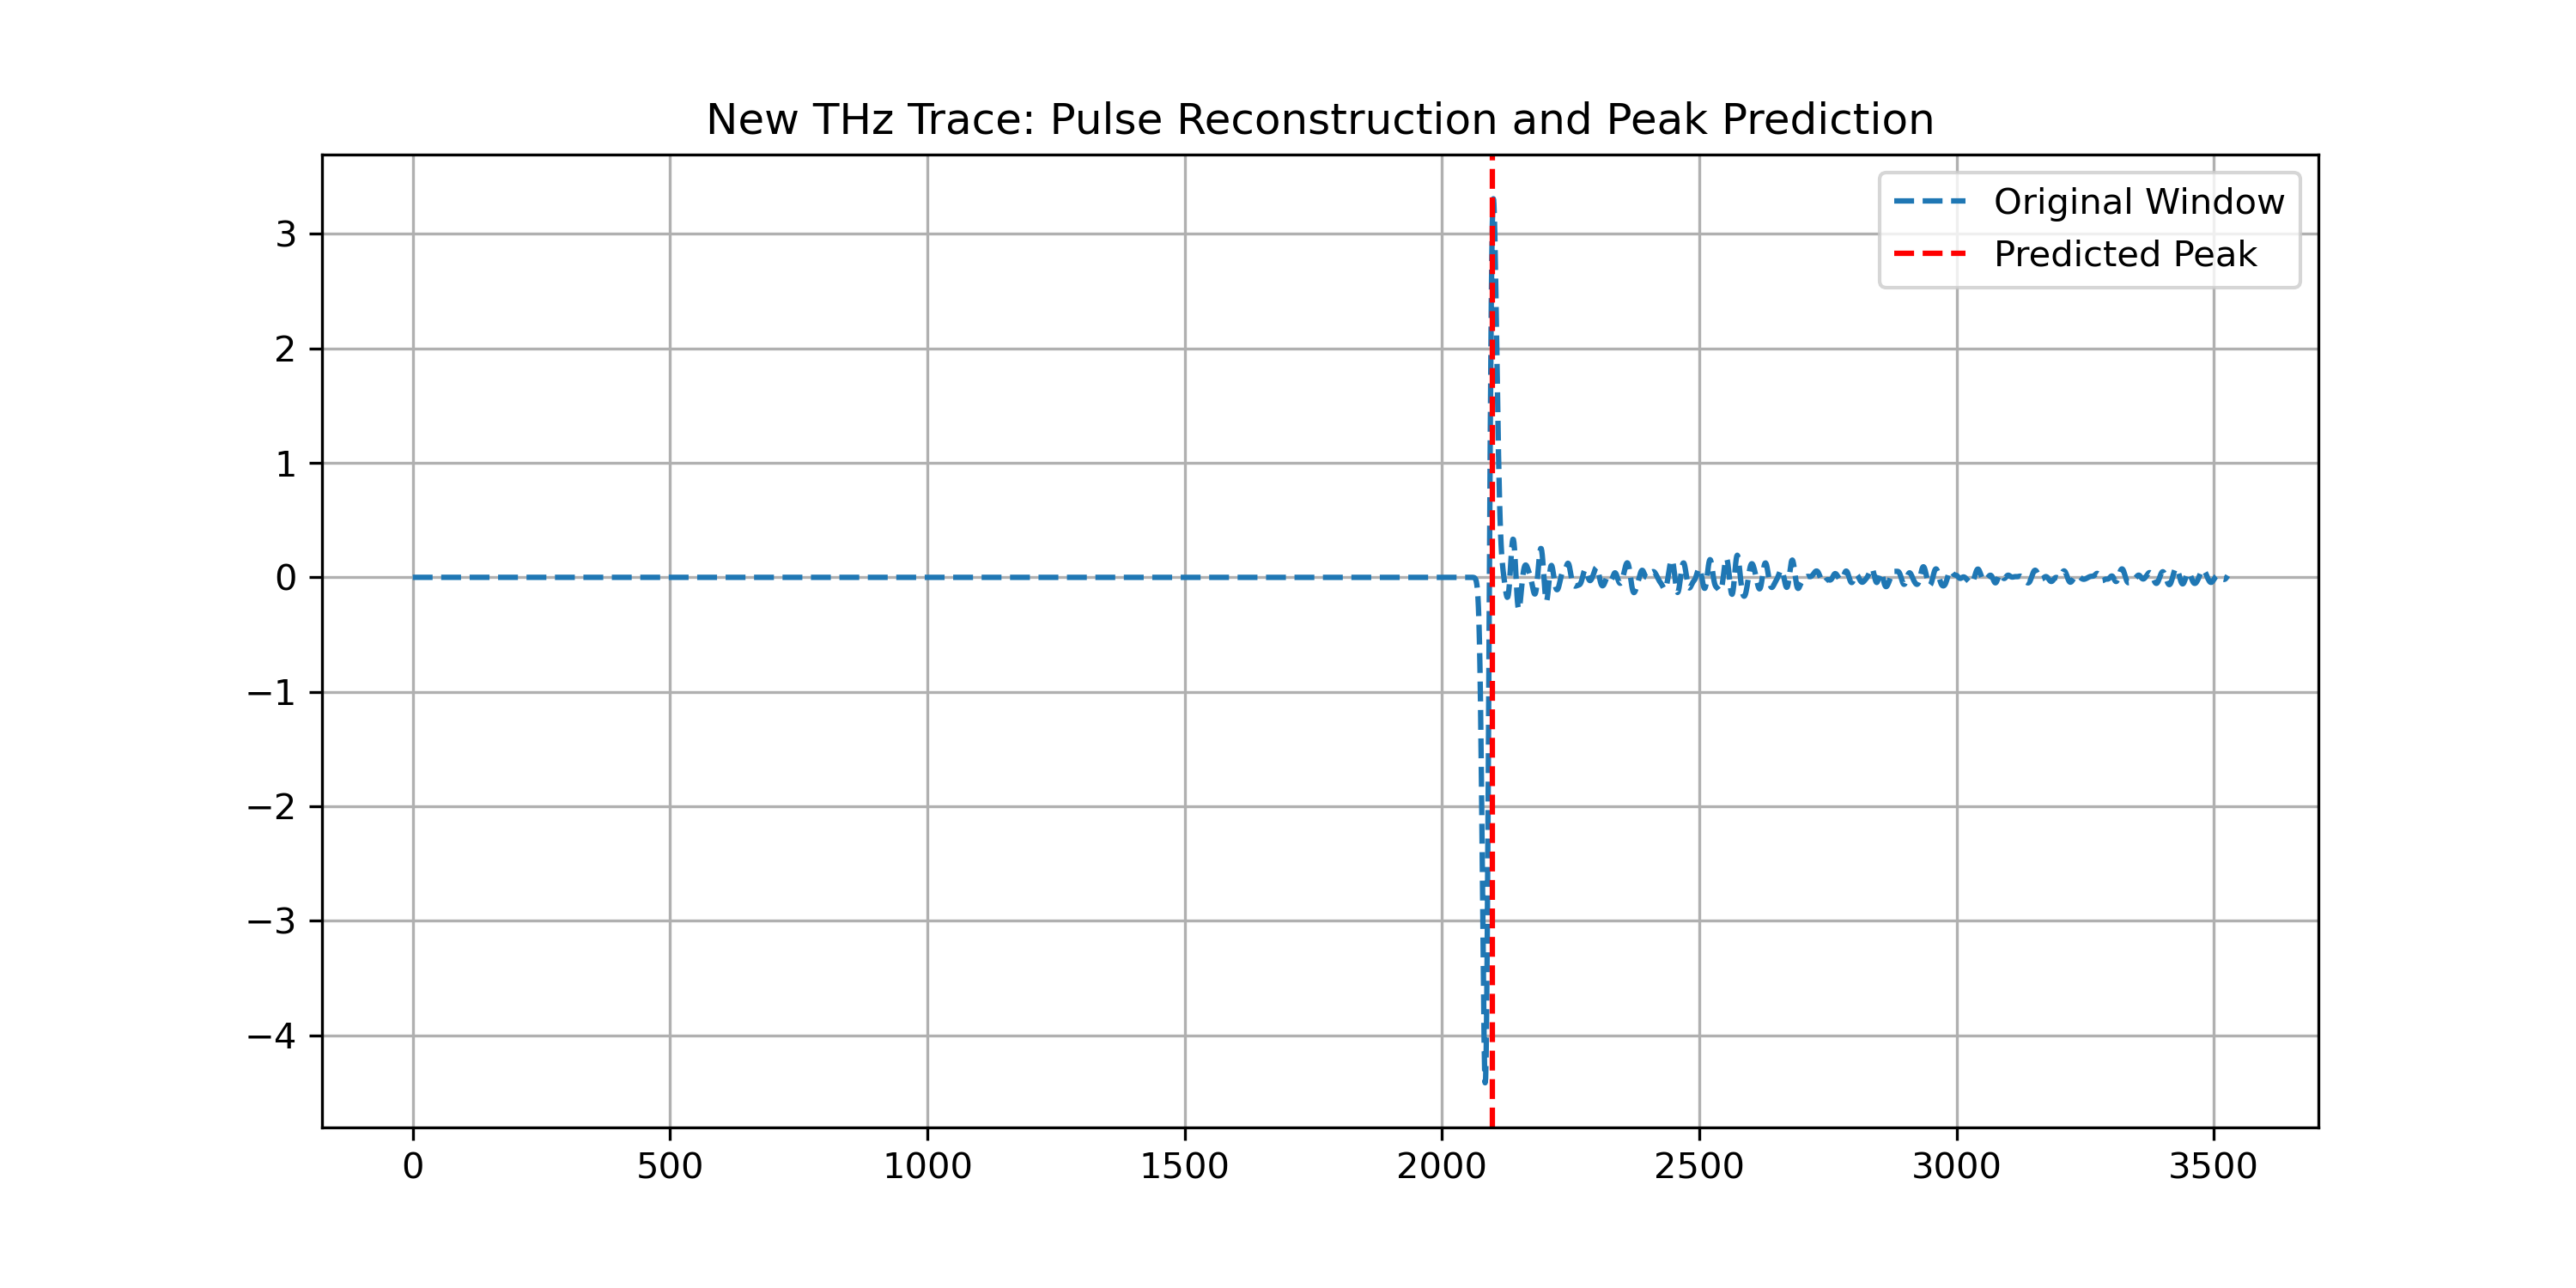 New THz Trace: Pulse Reconstruction and Peak Prediction
Original Window
Predicted Peak
3
2
1
0
−1
−2
−3
−4
0 500 1000 1500 2000 2500 3000 3500